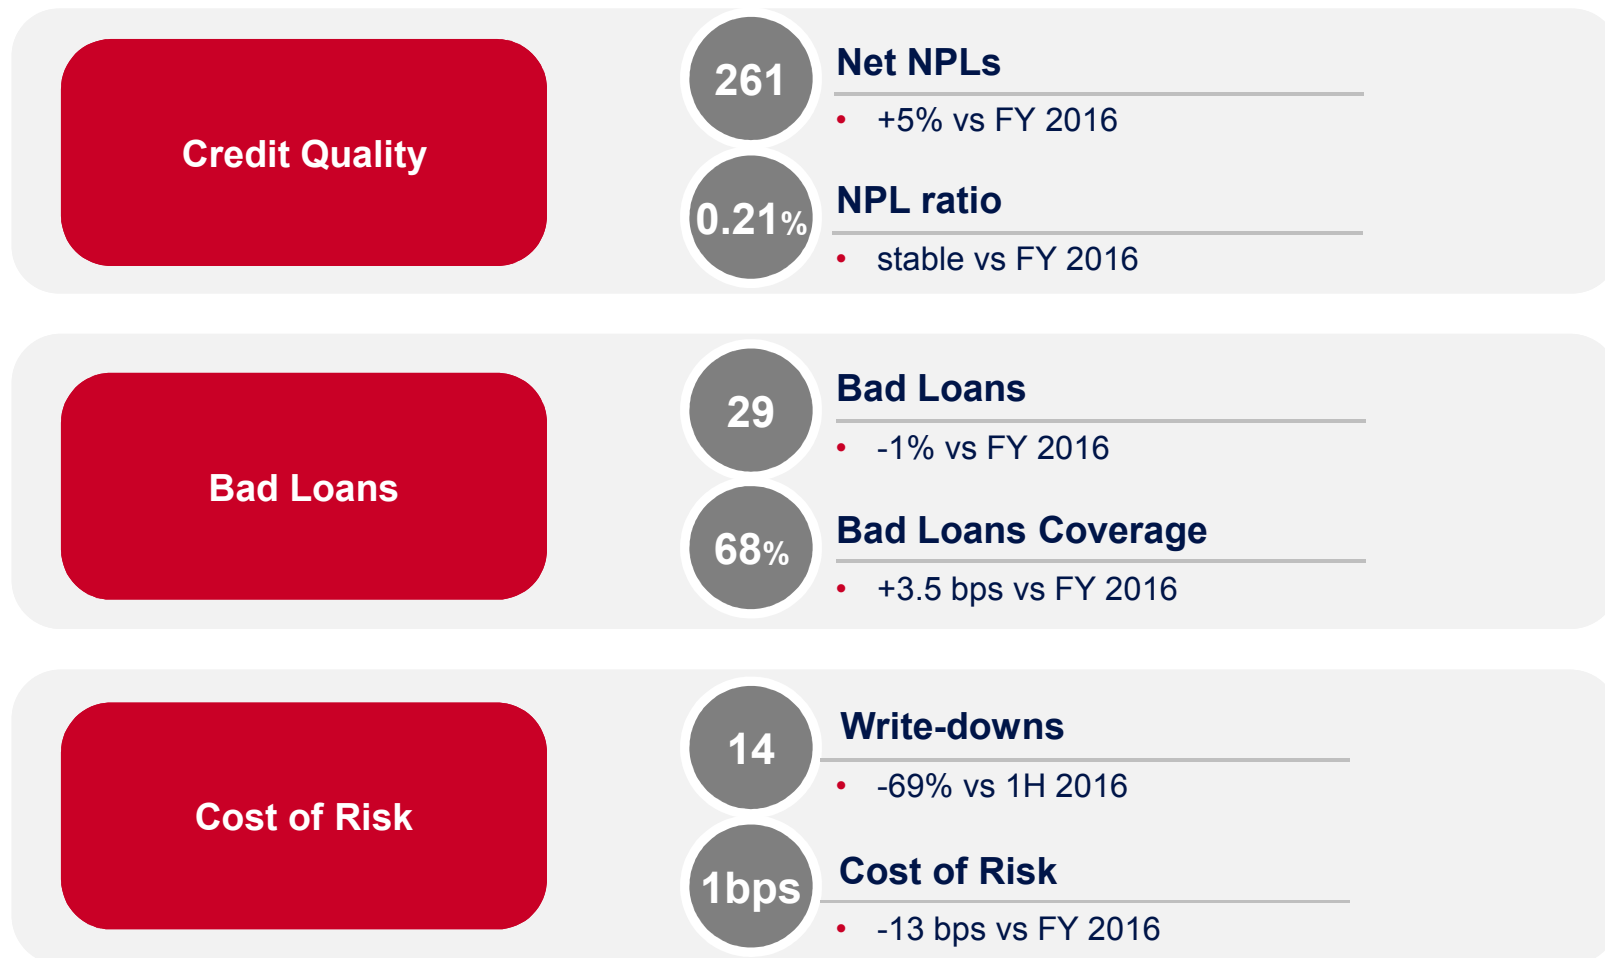 Credit Quality
261
Net NPLs
• +5% vs FY 2016
0.21%
NPL ratio
• stable vs FY 2016
Bad Loans
29
Bad Loans
• -1% vs FY 2016
68%
Bad Loans Coverage
• +3.5 bps vs FY 2016
Cost of Risk
14
Write-downs
• -69% vs 1H 2016
1bps
Cost of Risk
• -13 bps vs FY 2016